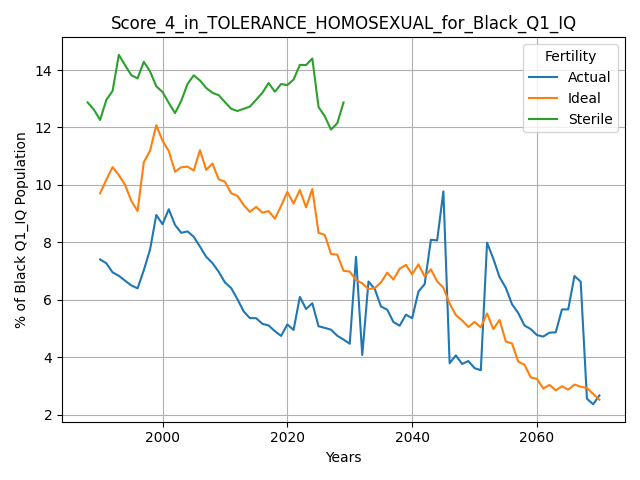 Score_4_in_TOLERANCE_HOMOSEXUAL_for_Black_Q1_IQ
Fertility
Actual
Ideal
Sterile
% of Black Q1_IQ Population
14
12
10
8
6
4
2
2000
2020
2040
2060
Years